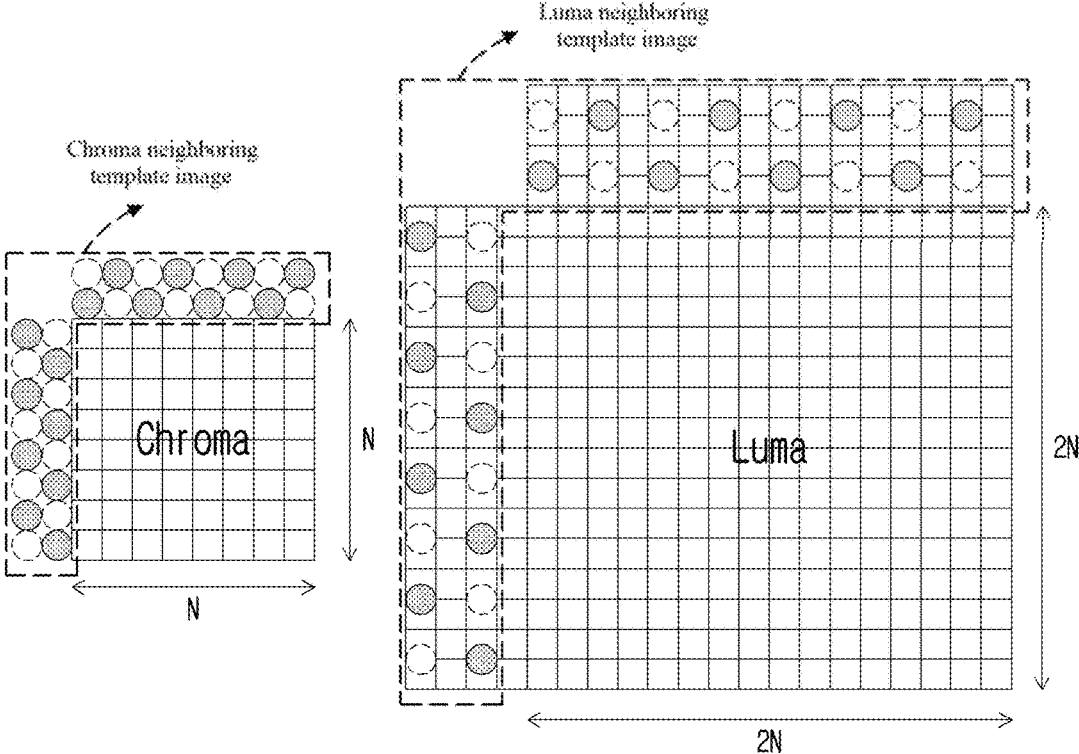 Luma neighboring
template image
Chroma neighboring
template image
Chroma
N
N
Luma
2N
2N